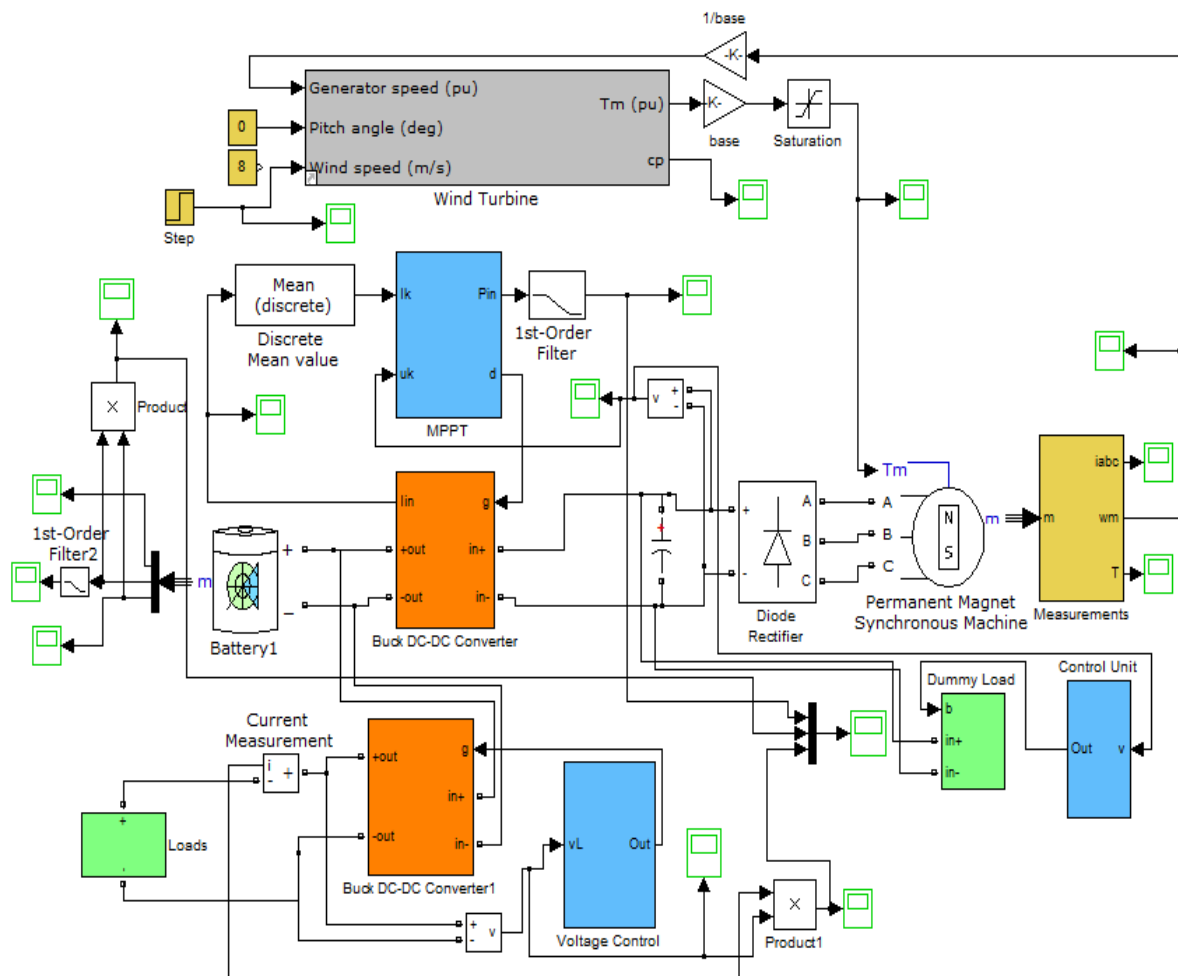 1/base
-K-
Generator speed (pu)
Tm (pu)
K-
base
Saturation
0
Pitch angle (deg)
8
Wind speed (m/s)
cp
Wind Turbine
Step
Mean
(discrete)
Discrete
Mean value
Ik
Pin
uk
d
MPPT
1st-Order
Filter
v
+
-
×
Product
1st-Order
Filter2
m
+
−
Battery1
Iin
g
+out
in+
-out
in-
Buck DC-DC Converter
+
-
A
B
C
Diode
Rectifier
Tm
A
B
C
N
S
m
Permanent Magnet
Synchronous Machine
iabc
m
wm
T
Measurements
Current
Measurement
i
+
-
+
-
Loads
+out
g
in+
-out
in-
Buck DC-DC Converter1
+
-
v
vL
Out
Voltage Control
×
Product1
Dummy Load
b
in+
in-
Control Unit
Out
v